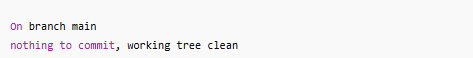 On branch main
nothing to commit, working tree clean